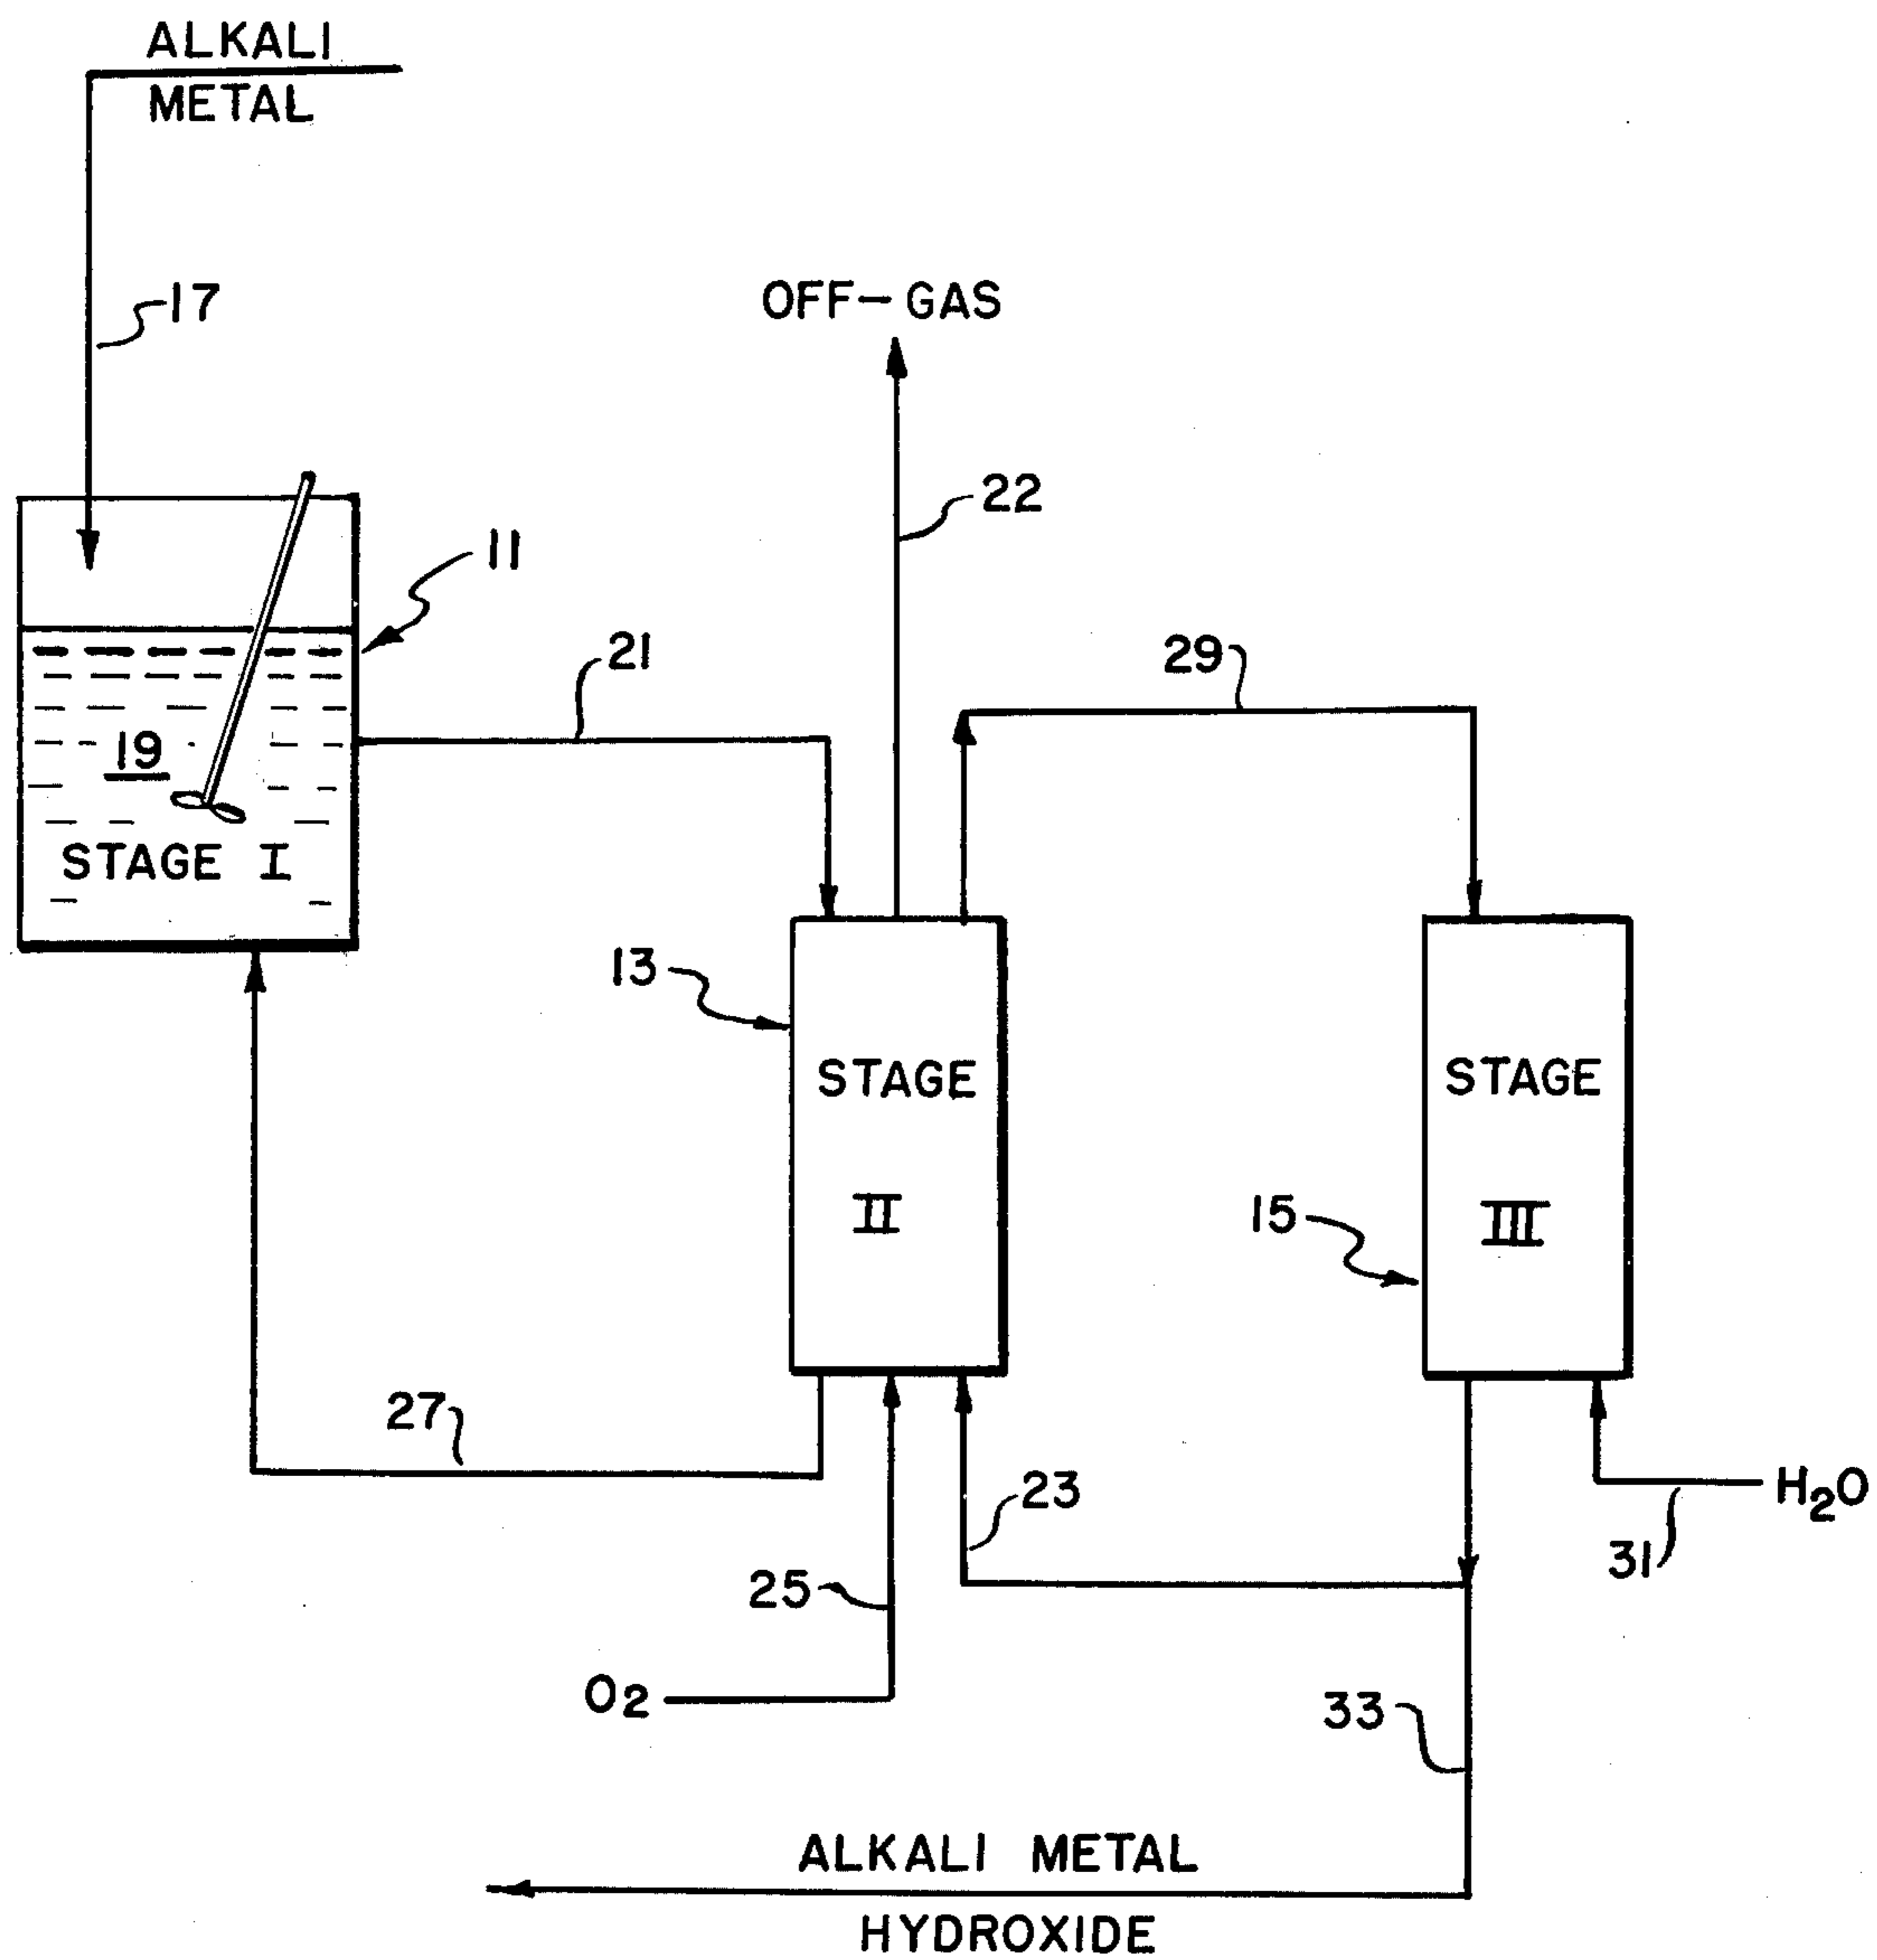 ALKALI
METAL
17
OFF-GAS
22
11
21
29
19
STAGE I
13
STAGE
II
STAGE
III
15
27
23
H2O
31
25
O2
33
ALKALI METAL
HYDROXIDE